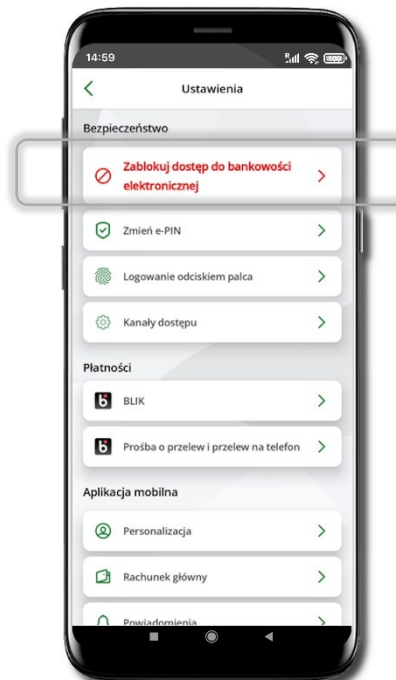 14:59
Ustawienia
Bezpieczeństwo
Zablokuj dostęp do bankowości
elektronicznej
Zmień e-PIN
Logowanie odciskiem palca
Kanały dostępu
Płatności
BLIK
Prośba o przelew i przelew na telefon
Aplikacja mobilna
Personalizacja
Rachunek główny
Powiadomienia